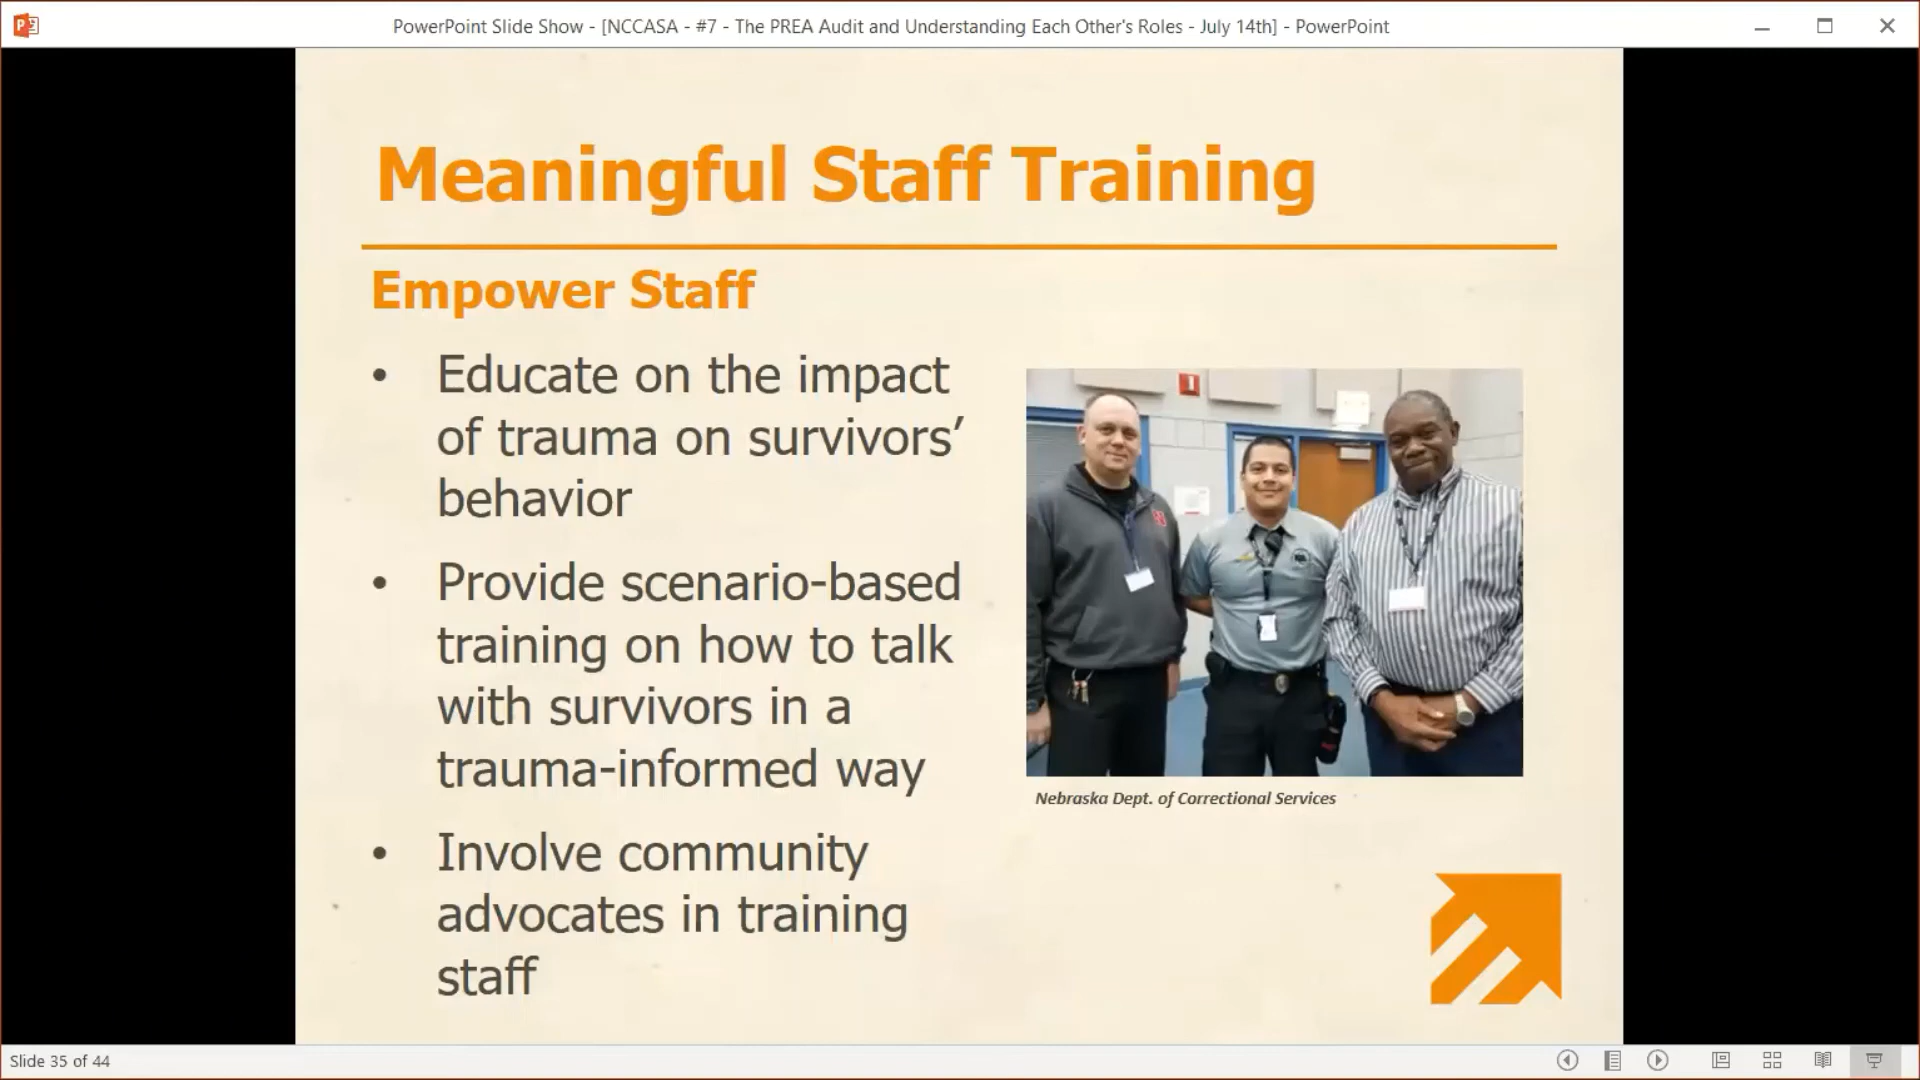 PowerPoint Slide Show - [NCCASA - #7 - The PREA Audit and Understanding Each Other's Roles - July 14th] - PowerPoint
Meaningful Staff Training
Empower Staff
• Educate on the impact
of trauma on survivors’
behavior
• Provide scenario-based
training on how to talk
with survivors in a
trauma-informed way
• Involve community
advocates in training
staff
Nebraska Dept. of Correctional Services
Slide 35 of 44